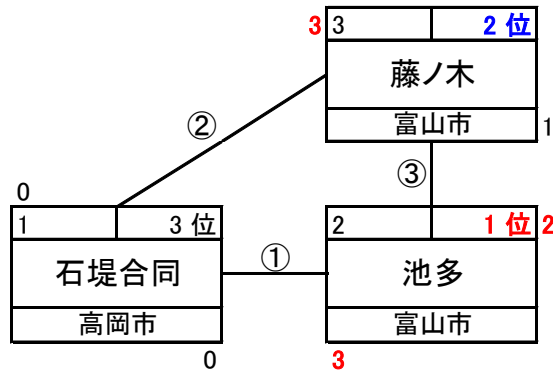 3 3 2 位
藤ノ木
富山市 1
②
③
0
1 3 位
石堤合同
高岡市
0
①
2 1 位 2
池多
富山市
3